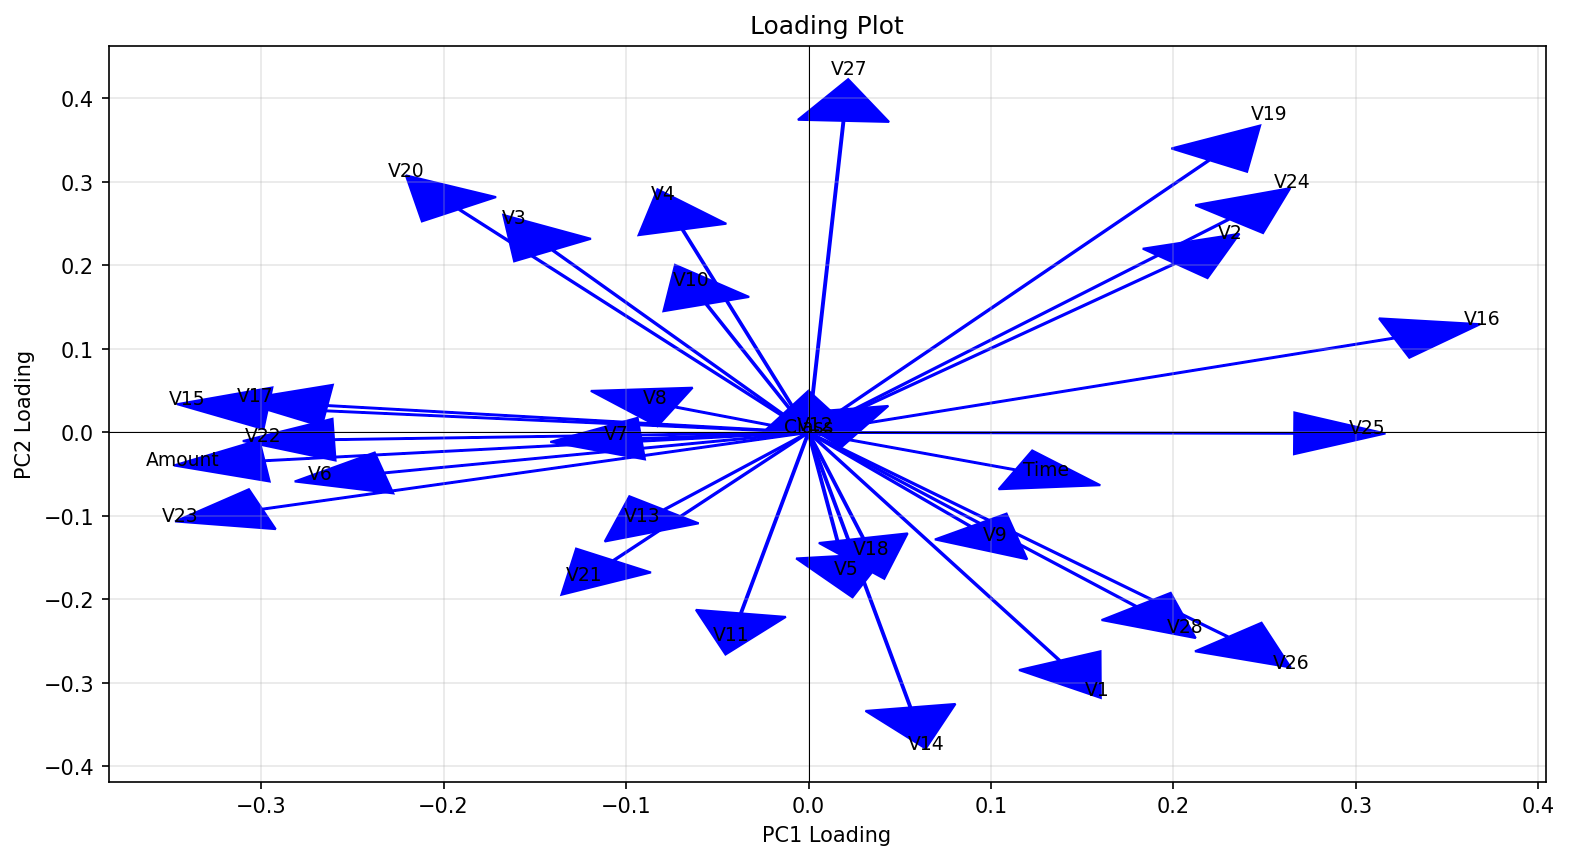 Loading Plot
PC2 Loading
0.4
0.3
0.2
0.1
0.0
−0.1
−0.2
−0.3
−0.4
V27
V19
V20
V24
V4
V3
V2
V10
V16
V15
V17
V8
V12
Class
V25
V22
V7
Amount
V6
Time
V23
V13
V9
V18
V5
V21
V11
V28
V26
V1
V14
−0.3
−0.2
−0.1
0.0
0.1
0.2
0.3
0.4
PC1 Loading